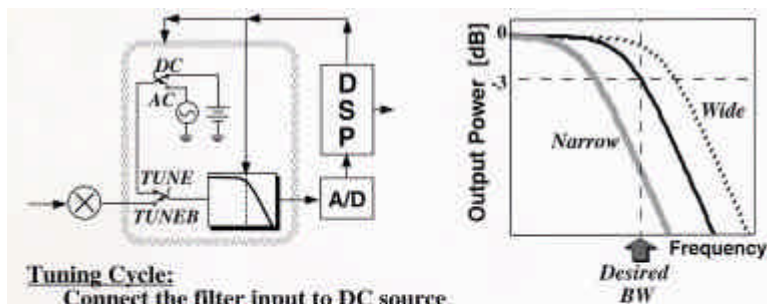 DC
AC
TUNE
TUNEB
D
S
P
A/D
Output Power [dB]
0
-3
Narrow
Wide
Frequency
Desired
BW
Tuning Cycle:
Connect the filter input to DC source